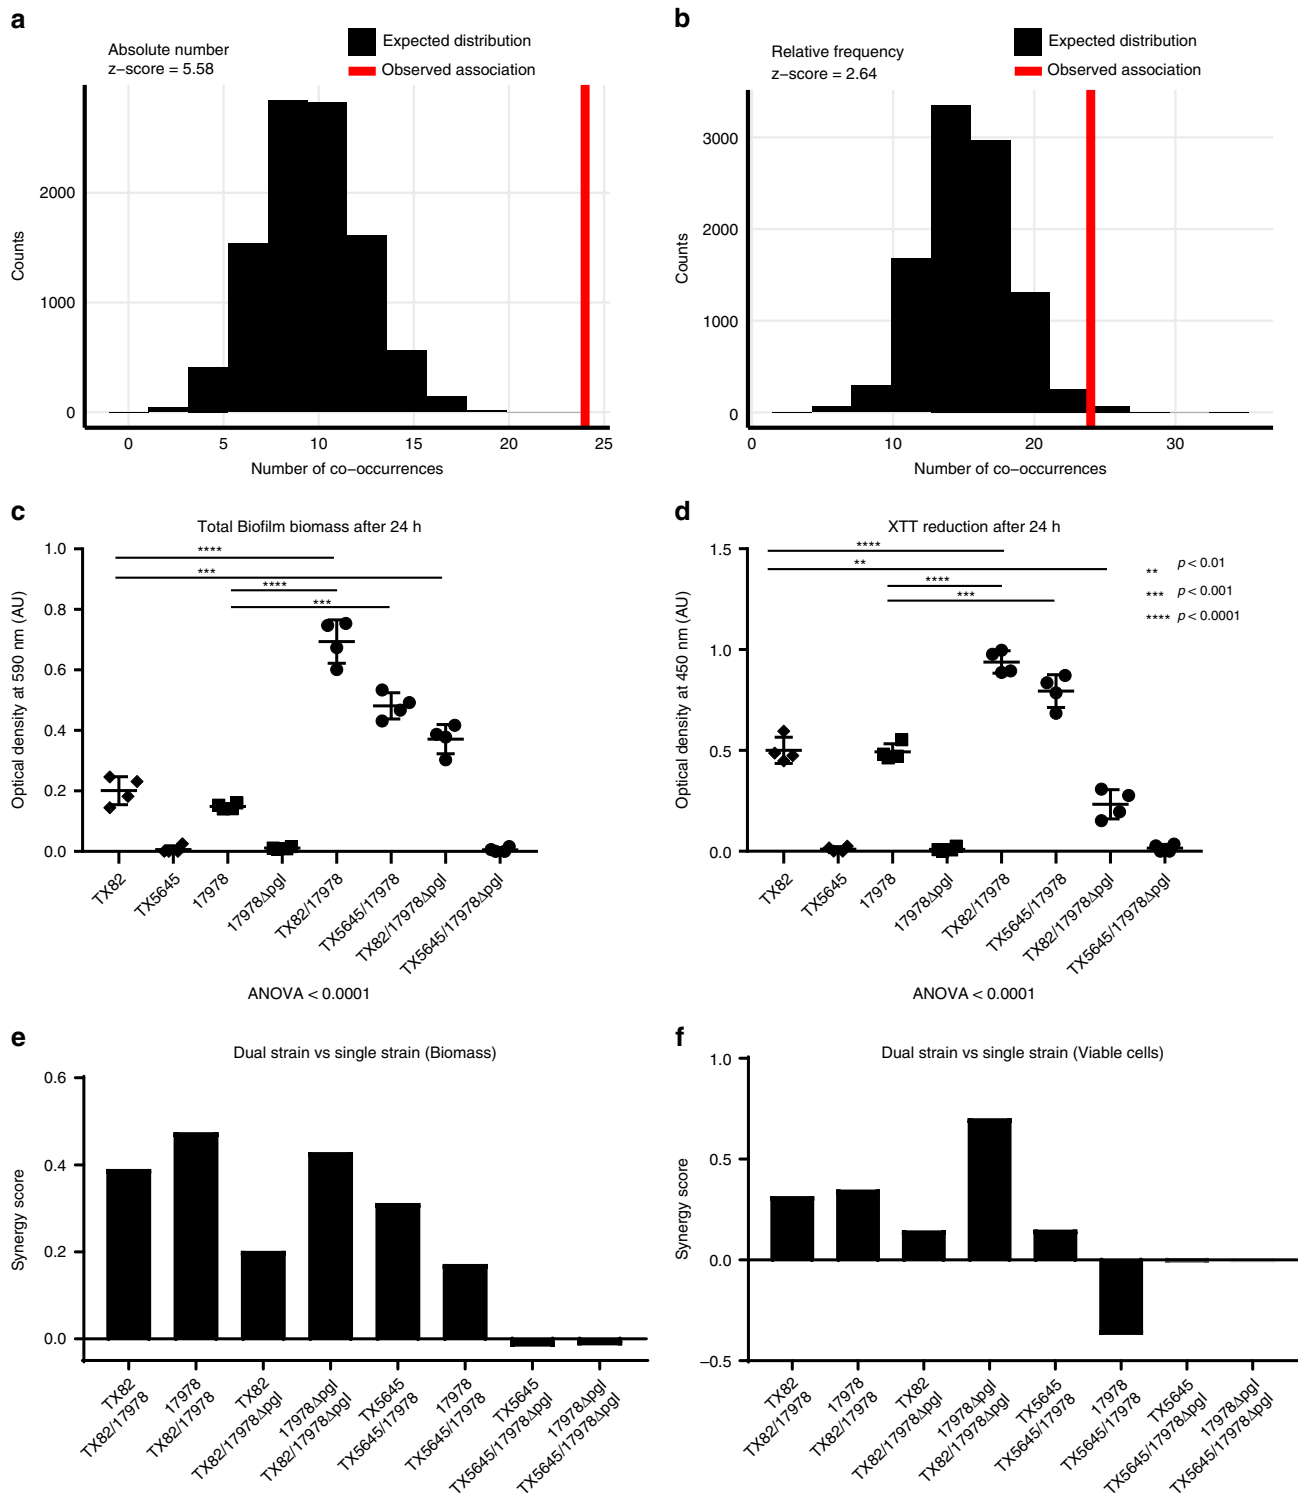 a
Absolute number
z−score = 5.58
Expected distribution
Observed association
Counts
2000
1000
0
0
5
10
15
20
25
Number of co−occurrences
b
Relative frequency
z−score = 2.64
Expected distribution
Observed association
Counts
3000
2000
1000
0
0
10
20
30
Number of co−occurrences
c
Total Biofilm biomass after 24 h
Optical density at 590 nm (AU)
1.0
0.8
0.6
0.4
0.2
0.0
****
***
****
***
TX82
TX5645
17978
17978Δpgl
TX82/17978
TX5645/17978
TX82/17978Δpgl
TX5645/17978Δpgl
ANOVA < 0.0001
d
XTT reduction after 24 h
Optical density at 450 nm (AU)
1.5
1.0
0.5
0.0
****
**
****
***
** p < 0.01
*** p < 0.001
**** p < 0.0001
TX82
TX5645
17978
17978Δpgl
TX82/17978
TX5645/17978
TX82/17978Δpgl
TX5645/17978Δpgl
ANOVA < 0.0001
e
Dual strain vs single strain (Biomass)
Synergy score
0.6
0.4
0.2
0.0
TX82
TX82/17978
17978
TX82/17978
TX82
TX82/17978Δpgl
17978Δpgl
TX82/17978Δpgl
TX5645
TX5645/17978
17978
TX5645/17978
TX5645
TX5645/17978Δpgl
17978Δpgl
TX5645/17978Δpgl
f
Dual strain vs single strain (Viable cells)
Synergy score
1.0
0.5
0.0
−0.5
TX82
TX82/17978
17978
TX82/17978
TX82
TX82/17978Δpgl
17978Δpgl
TX82/17978Δpgl
TX5645
TX5645/17978
17978
TX5645/17978
TX5645
TX5645/17978Δpgl
17978Δpgl
TX5645/17978Δpgl